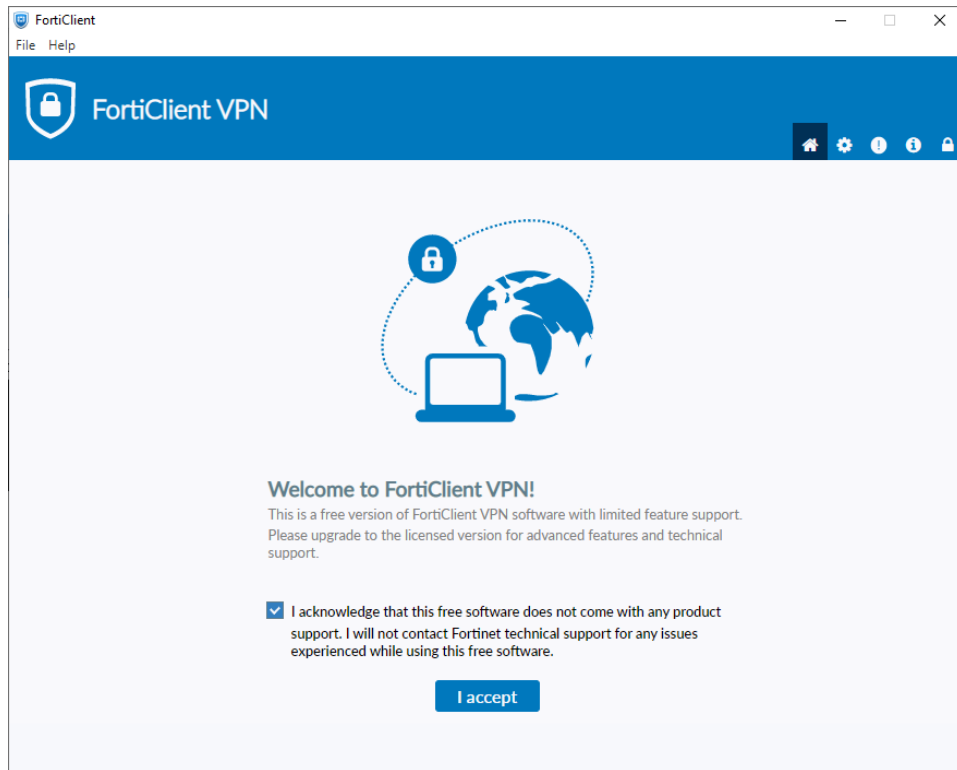 FortiClient
File Help
FortiClient VPN
Welcome to FortiClient VPN!
This is a free version of FortiClient VPN software with limited feature support.
Please upgrade to the licensed version for advanced features and technical
support.
I acknowledge that this free software does not come with any product
support. I will not contact Fortinet technical support for any issues
experienced while using this free software.
I accept